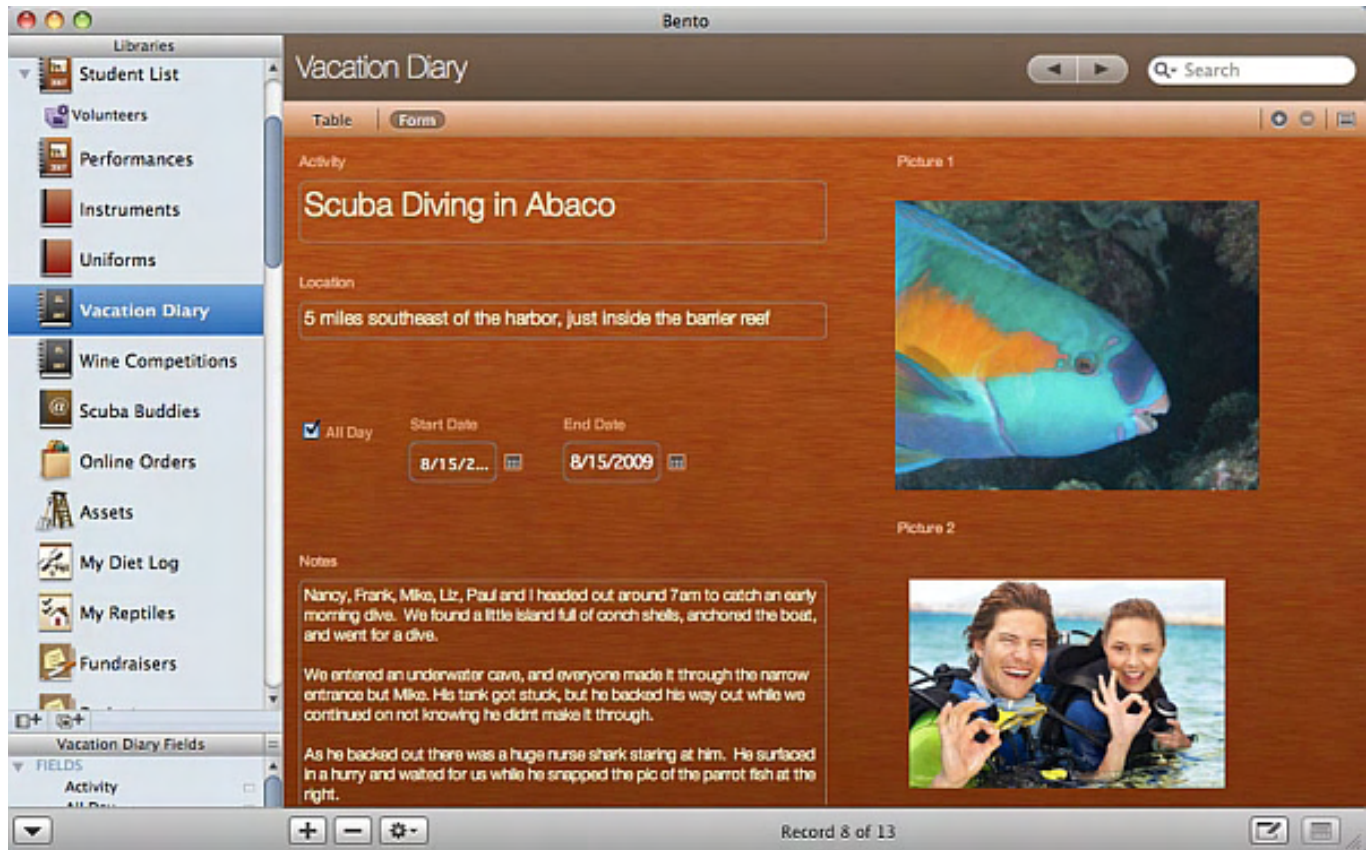 Bento
Libraries
Student List
Volunteers
Performances
Instruments
Uniforms
Vacation Diary
Wine Competitions
Scuba Buddies
Online Orders
Assets
My Diet Log
My Reptiles
Fundraisers
Vacation Diary Fields
FIELDS
Activity
All Day
Vacation Diary
Search
Table
Form
Activity
Scuba Diving in Abaco
Location
5 miles southeast of the harbor, just inside the barrier reef
All Day
Start Date
8/15/2...
End Date
8/15/2009
Notes
Nancy, Frank, Mike, Liz, Paul and I headed out around 7am to catch an early
morning dive. We found a little island full of conch shells, anchored the boat,
and went for a dive.
We entered an underwater cave, and everyone made it through the narrow
entrance but Mike. His tank got stuck, but he backed his way out while we
continued on not knowing he didnt make it through.
As he backed out there was a huge nurse shark staring at him. He surfaced
in a hurry and waited for us while he snapped the pic of the parrot fish at the
right.
Picture 1
Picture 2
Record 8 of 13